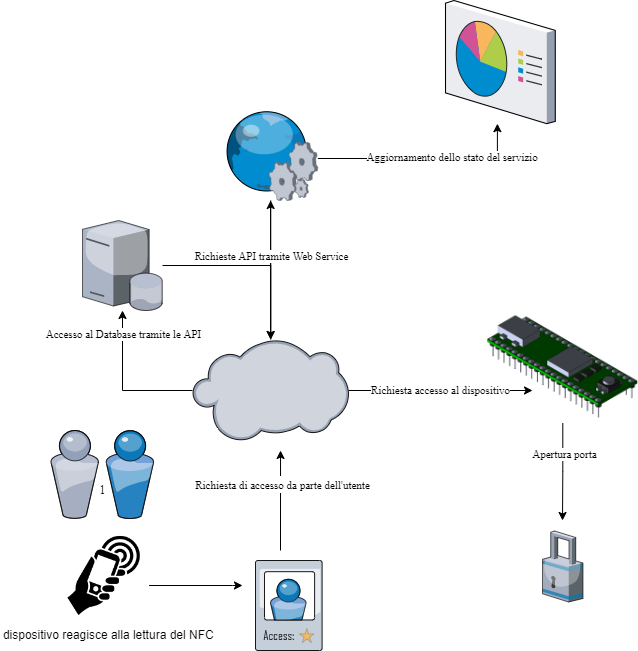 Aggiornamento dello stato del servizio
Richieste API tramite Web Service
Accesso al Database tramite le API
Richiesta accesso al dispositivo
Apertura porta
Richiesta di accesso da parte dell'utente
1
Access:
dispositivo reagisce alla lettura del NFC